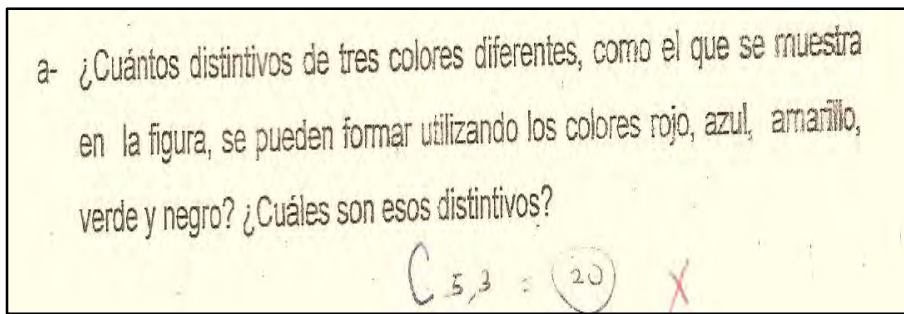 a- ¿Cuántos distintivos de tres colores diferentes, como el que se muestra
en la figura, se pueden formar utilizando los colores rojo, azul, amarillo,
verde y negro? ¿Cuáles son esos distintivos?
C 5,3 = 20 X